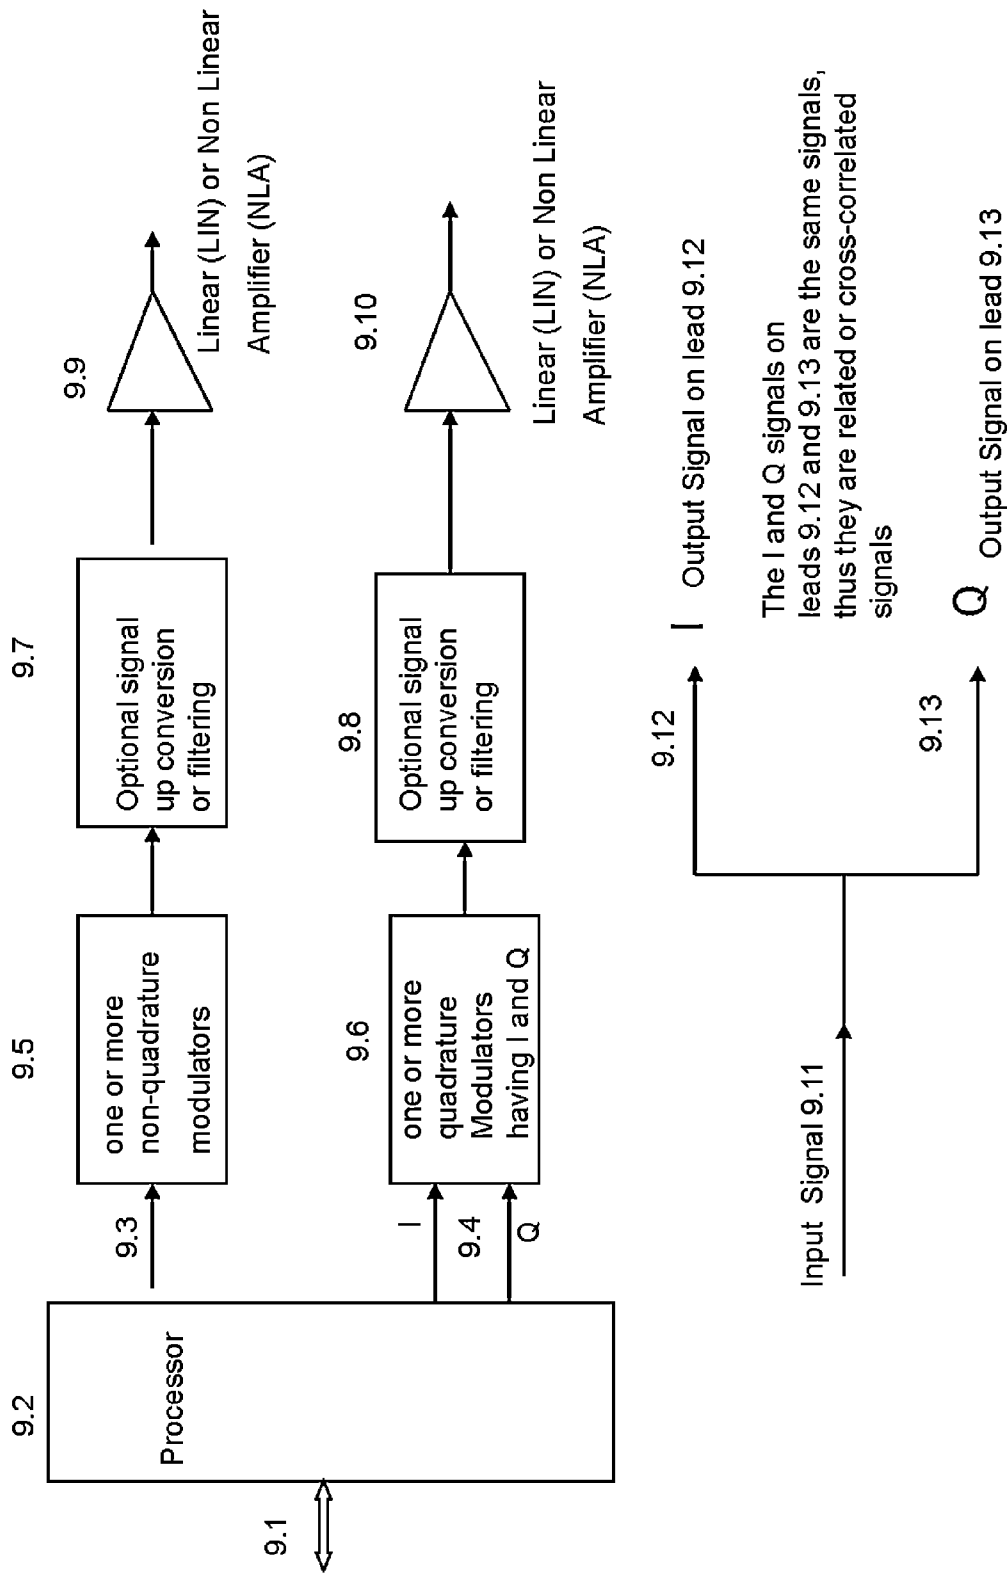 9.1
9.2
Processor
9.3
9.5
one or more
non-quadrature
modulators
9.7
Optional signal
up conversion
or filtering
9.9
Linear (LIN) or Non Linear
Amplifier (NLA)
I
9.4
Q
9.6
one or more
quadrature
Modulators
having I and Q
9.8
Optional signal
up conversion
or filtering
9.10
Linear (LIN) or Non Linear
Amplifier (NLA)
Input Signal 9.11
9.12
I Output Signal on lead 9.12
The I and Q signals on
leads 9.12 and 9.13 are the same signals,
thus they are related or cross-correlated
signals
9.13
Q Output Signal on lead 9.13